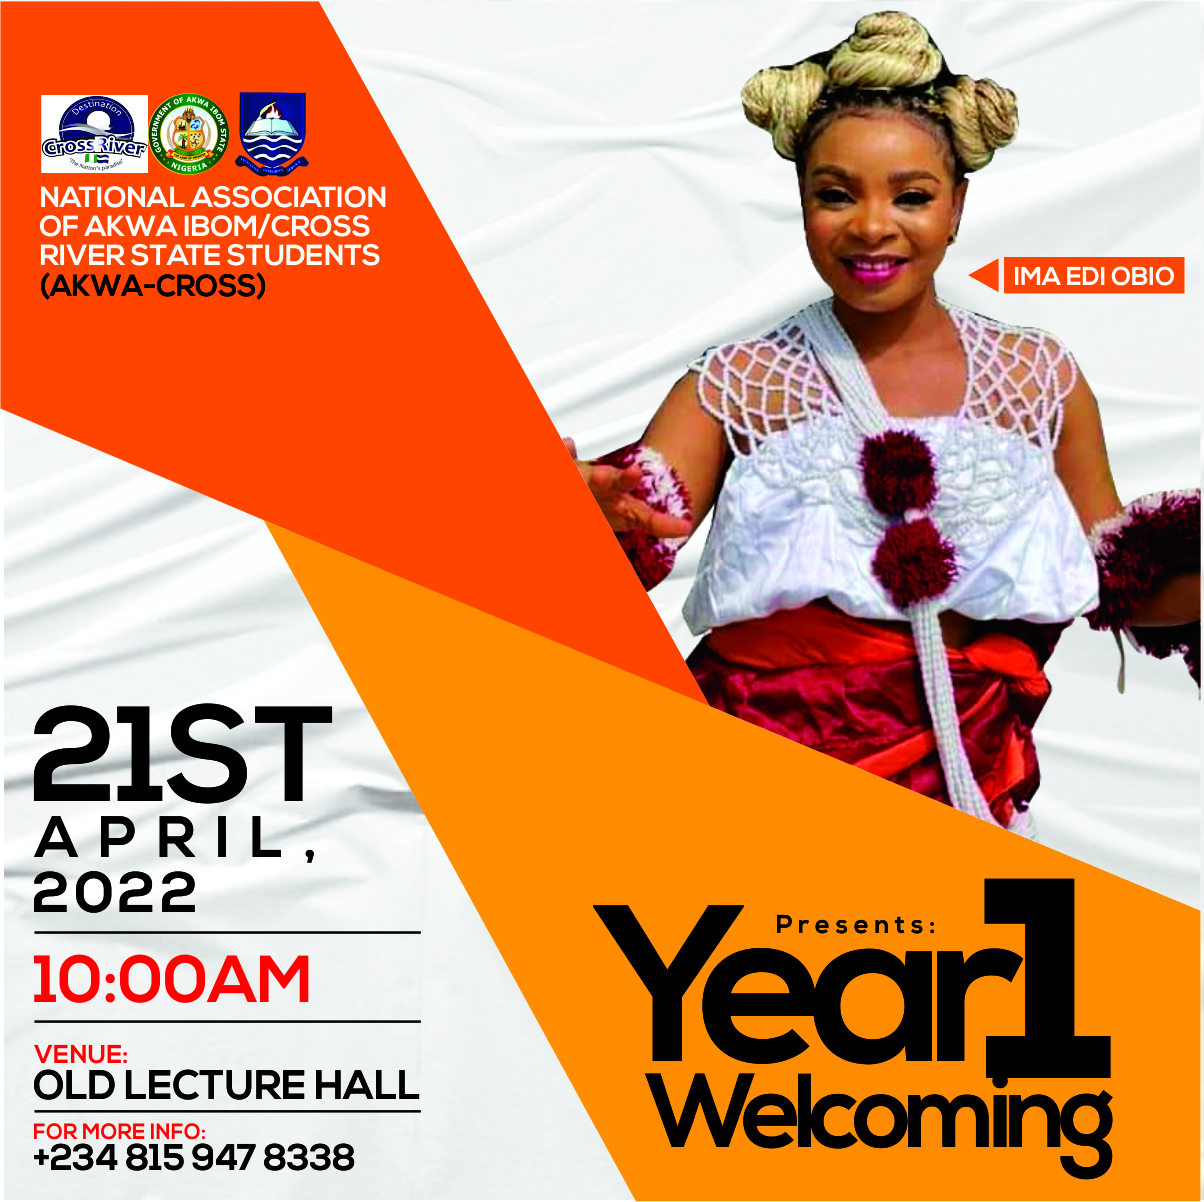 Destination
CrossRiver
"The nation's paradise"
GOVERNMENT OF AKWA IBOM STATE
NIGERIA
NATIONAL ASSOCIATION
OF AKWA IBOM/CROSS
RIVER STATE STUDENTS
(AKWA-CROSS)
IMA EDI OBIO
21ST
APRIL,
2022
10:00AM
VENUE:
OLD LECTURE HALL
FOR MORE INFO:
+234 815 947 8338
Presents:
Year1
Welcoming